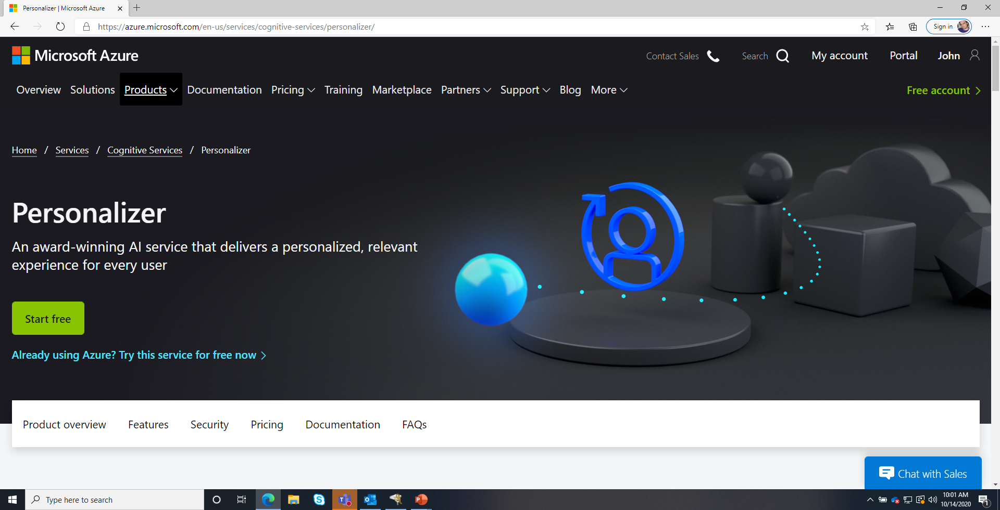 Personalizer | Microsoft Azure
https://azure.microsoft.com/en-us/services/cognitive-services/personalizer/
Sign in
Microsoft Azure
Contact Sales
Search
My account
Portal
John
Overview Solutions Products Documentation Pricing Training Marketplace Partners Support Blog More
Free account
Home / Services / Cognitive Services / Personalizer
Personalizer
An award-winning AI service that delivers a personalized, relevant
experience for every user
Start free
Already using Azure? Try this service for free now
Product overview Features Security Pricing Documentation FAQs
Chat with Sales
Type here to search
10:01 AM
10/14/2020
1